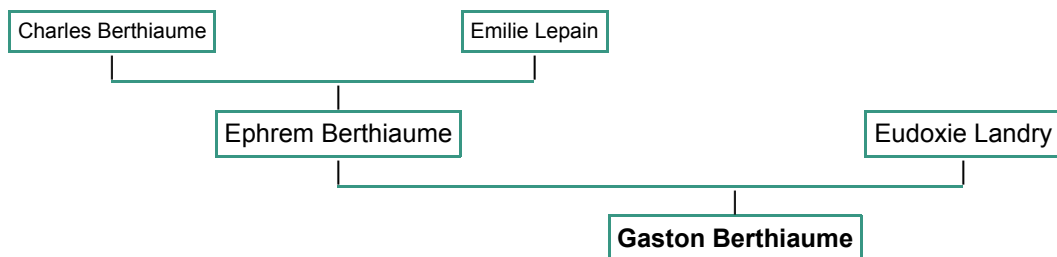 Charles Berthiaume
Emilie Lepain
Ephrem Berthiaume
Eudoxie Landry
Gaston Berthiaume